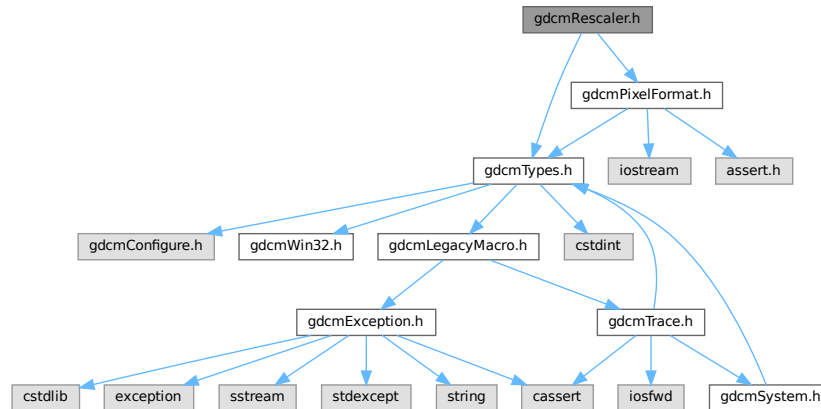 gdcmRescaler.h
gdcmPixelFormat.h
gdcmTypes.h
iostream
assert.h
gdcmConfigure.h
gdcmWin32.h
gdcmLegacyMacro.h
cstdint
gdcmException.h
gdcmTrace.h
cstdlib
exception
sstream
stdexcept
string
cassert
iosfwd
gdcmSystem.h